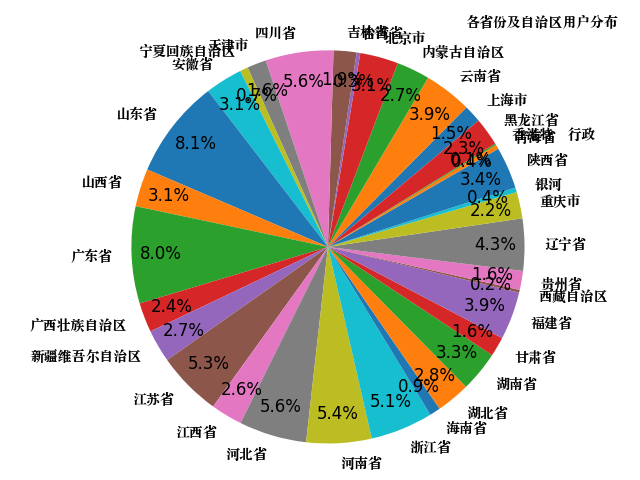 各省份及自治区用户分布
四川省
5.6%
吉林省
1.9%
北京市
3.1%
内蒙古自治区
2.7%
云南省
3.9%
上海市
1.5%
黑龙江省
2.3%
行政
青海省
0.4%
陕西省
3.4%
银河
0.4%
重庆市
2.2%
辽宁省
4.3%
贵州省
1.6%
西藏自治区
0.2%
福建省
3.9%
甘肃省
1.6%
湖南省
3.3%
湖北省
2.8%
海南省
0.9%
浙江省
5.1%
河南省
5.4%
河北省
5.6%
江西省
2.6%
江苏省
5.3%
新疆维吾尔自治区
2.7%
广西壮族自治区
2.4%
广东省
8.0%
山西省
3.1%
山东省
8.1%
安徽省
3.1%
宁夏回族自治区
0.7%
天津市
1.6%